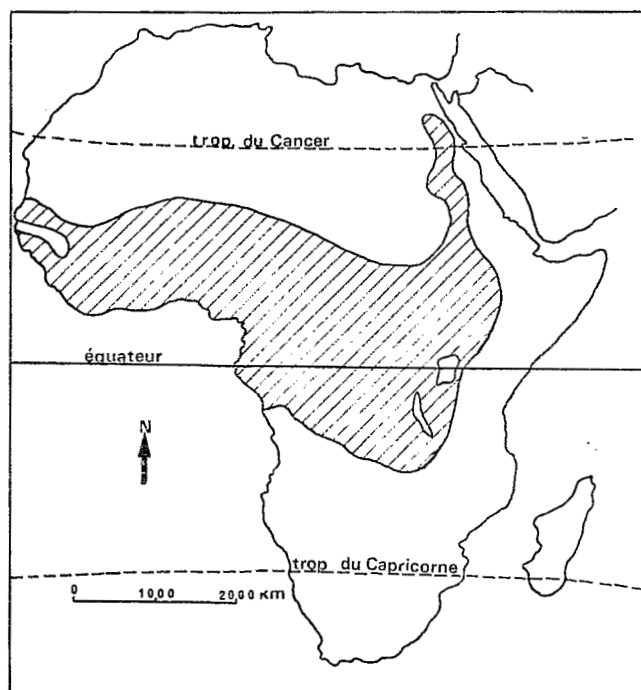 trop. du Cancer
équateur
N
trop du Capricorne
0 1000 2000 KM